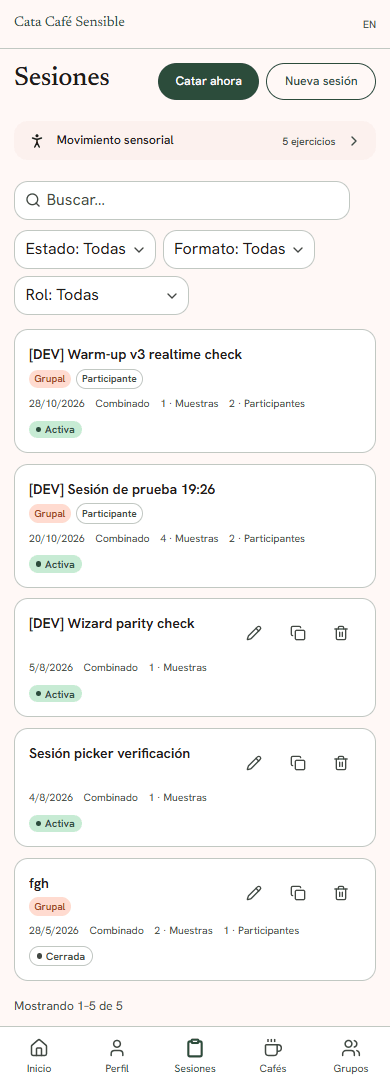 Cata Café Sensible
EN
Sesiones
Catar ahora
Nueva sesión
Movimiento sensorial
5 ejercicios
Buscar...
Estado: Todas
Formato: Todas
Rol: Todas
[DEV] Warm-up v3 realtime check
Grupal
Participante
28/10/2026 Combinado 1 · Muestras 2 · Participantes
Activa
[DEV] Sesión de prueba 19:26
Grupal
Participante
20/10/2026 Combinado 4 · Muestras 2 · Participantes
Activa
[DEV] Wizard parity check
5/8/2026 Combinado 1 · Muestras
Activa
Sesión picker verificación
4/8/2026 Combinado 1 · Muestras
Activa
fgh
Grupal
28/5/2026 Combinado 2 · Muestras 1 · Participantes
Cerrada
Mostrando 1–5 de 5
Inicio
Perfil
Sesiones
Cafés
Grupos